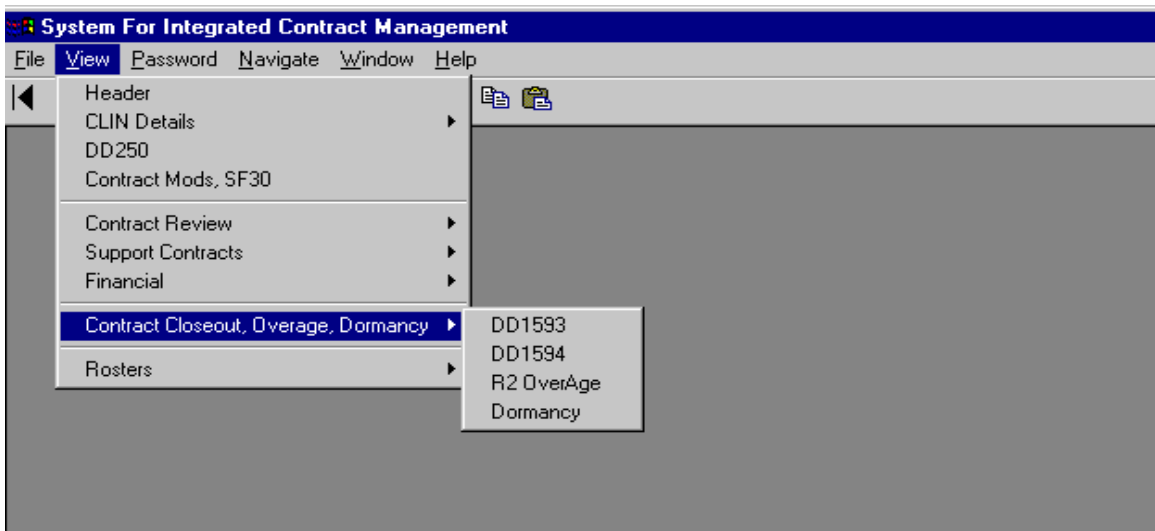 System For Integrated Contract Management
File View Password Navigate Window Help
Header
CLIN Details
DD250
Contract Mods, SF30
Contract Review
Support Contracts
Financial
Contract Closeout, Overage, Dormancy
DD1593
DD1594
R2 OverAge
Dormancy
Rosters